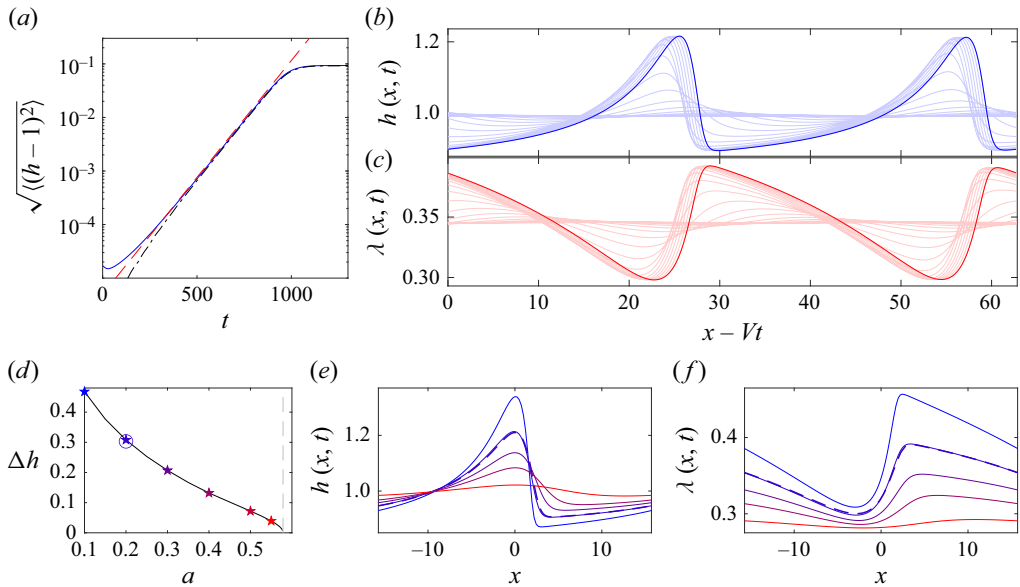 (a)
10⁻¹
10⁻²
10⁻³
10⁻⁴
√⟨(h − 1)²⟩
0 500 1000
t
(b)
1.2
1.0
h (x, t)
(c)
0.35
0.30
λ (x, t)
0 10 20 30 40 50 60
x – Vt
(d)
0.4
0.3
0.2
0.1
0
Δh
0.1 0.2 0.3 0.4 0.5
a
(e)
1.2
1.0
h (x, t)
–10 0 10
x
(f)
0.4
0.3
λ (x, t)
–10 0 10
x